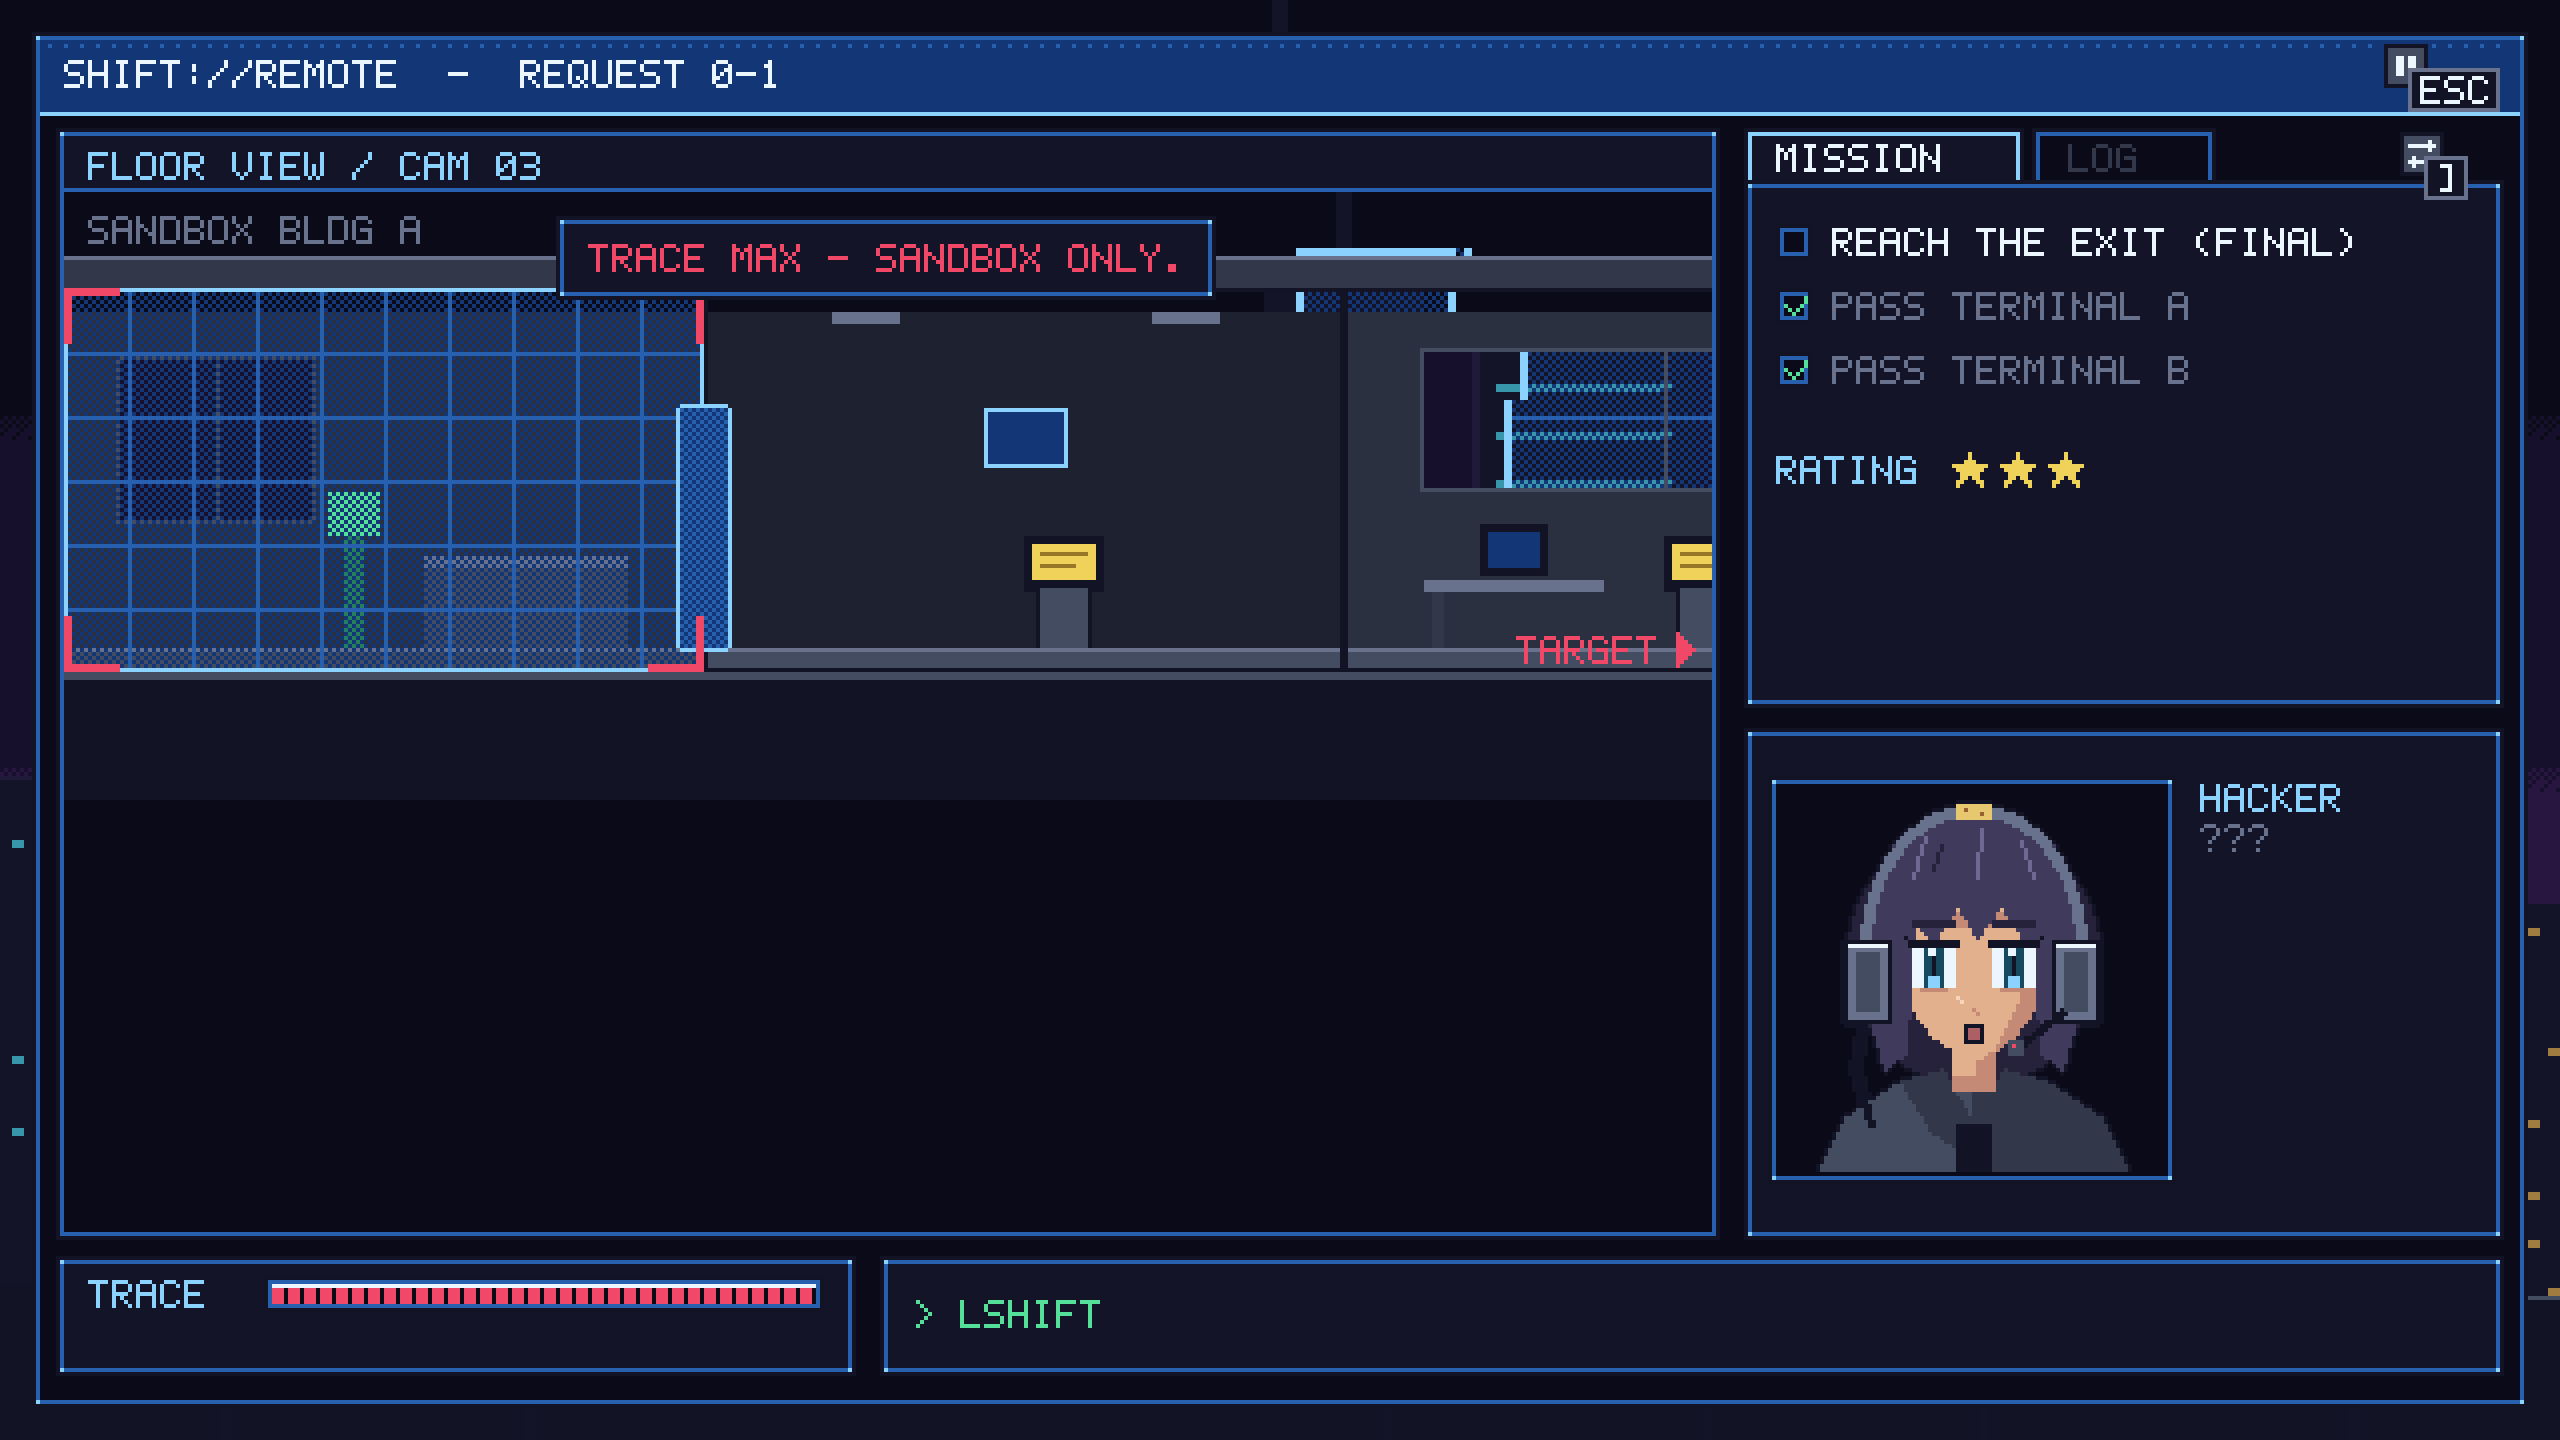 SHIFT://REMOTE - REQUEST 0-1
ESC
FLOOR VIEW / CAM 03
SANDBOX BLDG A
TRACE MAX - SANDBOX ONLY.
TARGET
MISSION
LOG
]
REACH THE EXIT (FINAL)
PASS TERMINAL A
PASS TERMINAL B
RATING
HACKER
???
TRACE
> LSHIFT